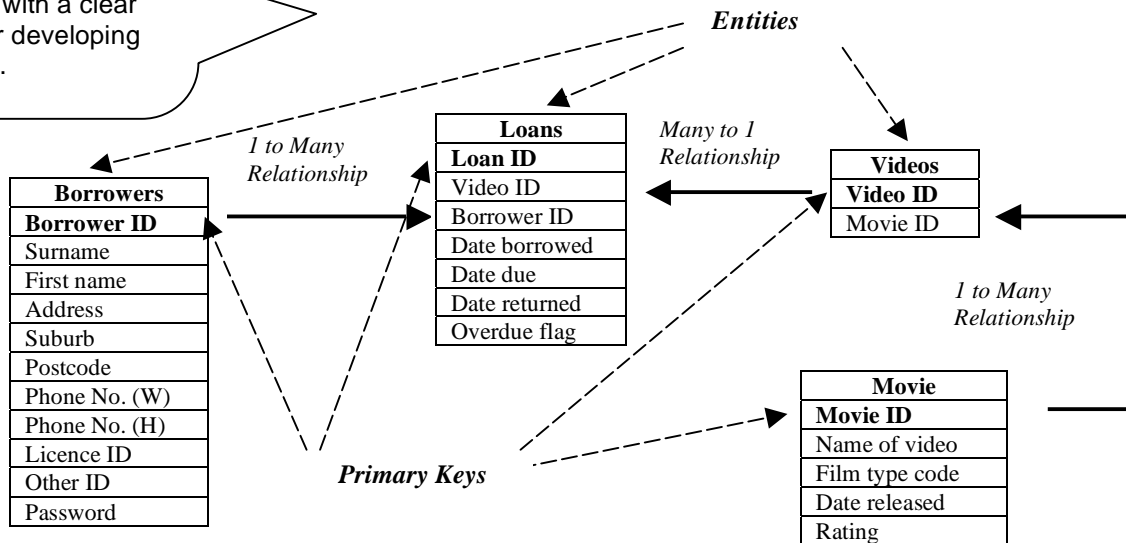 with a clear
r developing
.
Entities
1 to Many
Relationship
Many to 1
Relationship
Loans
Loan ID
Video ID
Borrower ID
Date borrowed
Date due
Date returned
Overdue flag
Videos
Video ID
Movie ID
Borrowers
Borrower ID
Surname
First name
Address
Suburb
Postcode
Phone No. (W)
Phone No. (H)
Licence ID
Other ID
Password
1 to Many
Relationship
Primary Keys
Movie
Movie ID
Name of video
Film type code
Date released
Rating